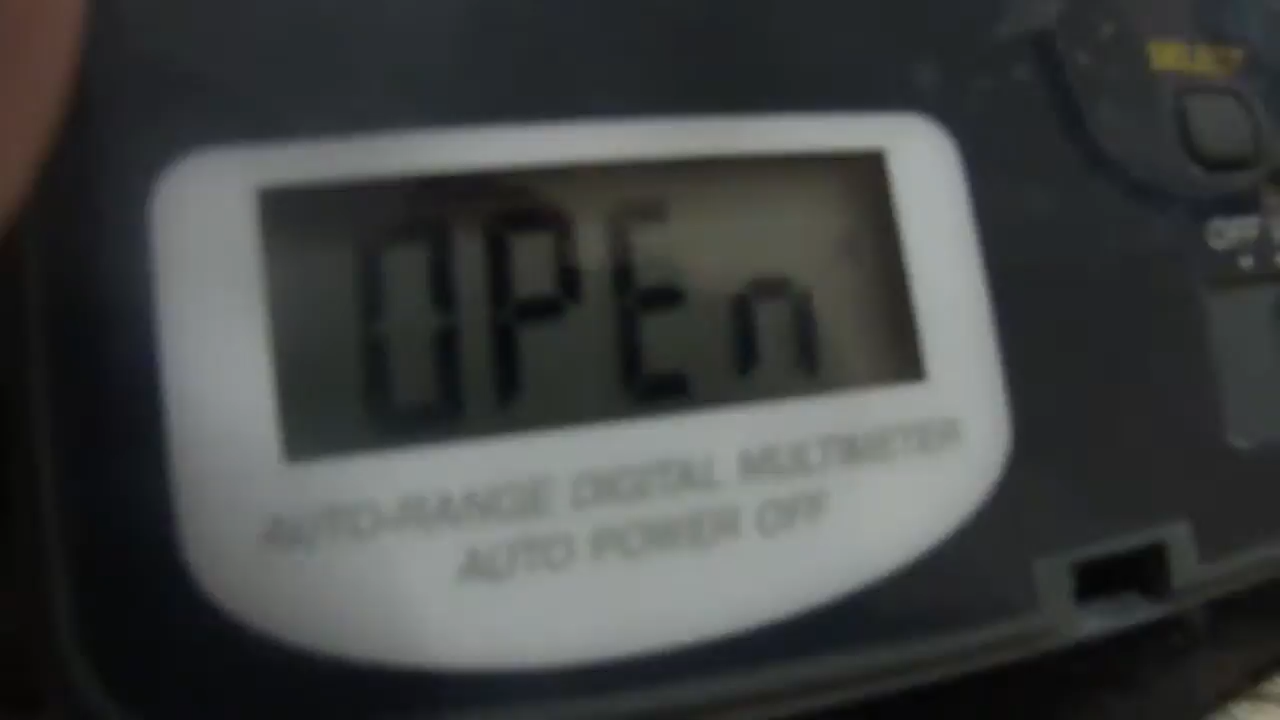 SELECT
OFF
OPEn
AUTO-RANGE DIGITAL MULTIMETER
AUTO POWER OFF